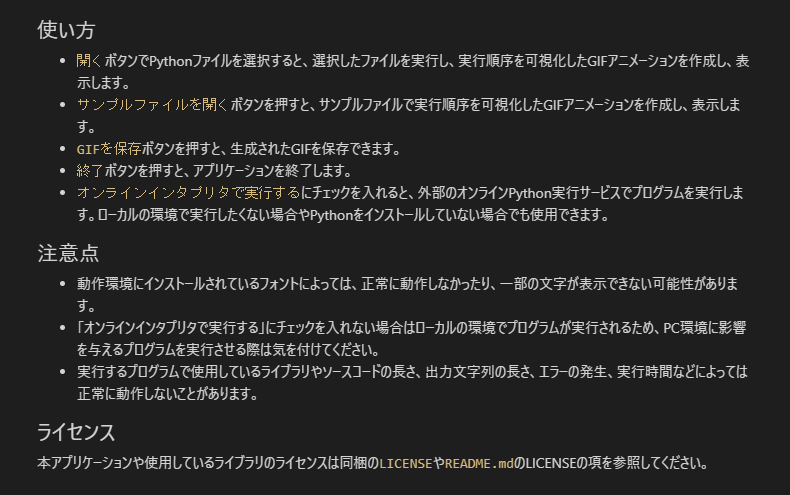 使い方
開くボタンでPythonファイルを選択すると、選択したファイルを実行し、実行順序を可視化したGIFアニメーションを作成し、表
示します。
サンプルファイルを開くボタンを押すと、サンプルファイルで実行順序を可視化したGIFアニメーションを作成し、表示しま
す。
GIFを保存ボタンを押すと、生成されたGIFを保存できます。
終了ボタンを押すと、アプリケーションを終了します。
オンラインインタプリタで実行するにチェックを入れると、外部のオンラインPython実行サービスでプログラムを実行しま
す。ローカルの環境で実行したくない場合やPythonをインストールしていない場合でも使用できます。
注意点
動作環境にインストールされているフォントによっては、正常に動作しなかったり、一部の文字が表示できない可能性がありま
す。
「オンラインインタプリタで実行する」にチェックを入れない場合はローカルの環境でプログラムが実行されるため、PC環境に影響
を与えるプログラムを実行させる際は気を付けてください。
実行するプログラムで使用しているライブラリやソースコードの長さ、出力文字列の長さ、エラーの発生、実行時間などによっては
正常に動作しないことがあります。
ライセンス
本アプリケーションや使用しているライブラリのライセンスは同梱のLICENSEやREADME.mdのLICENSEの項を参照してください。